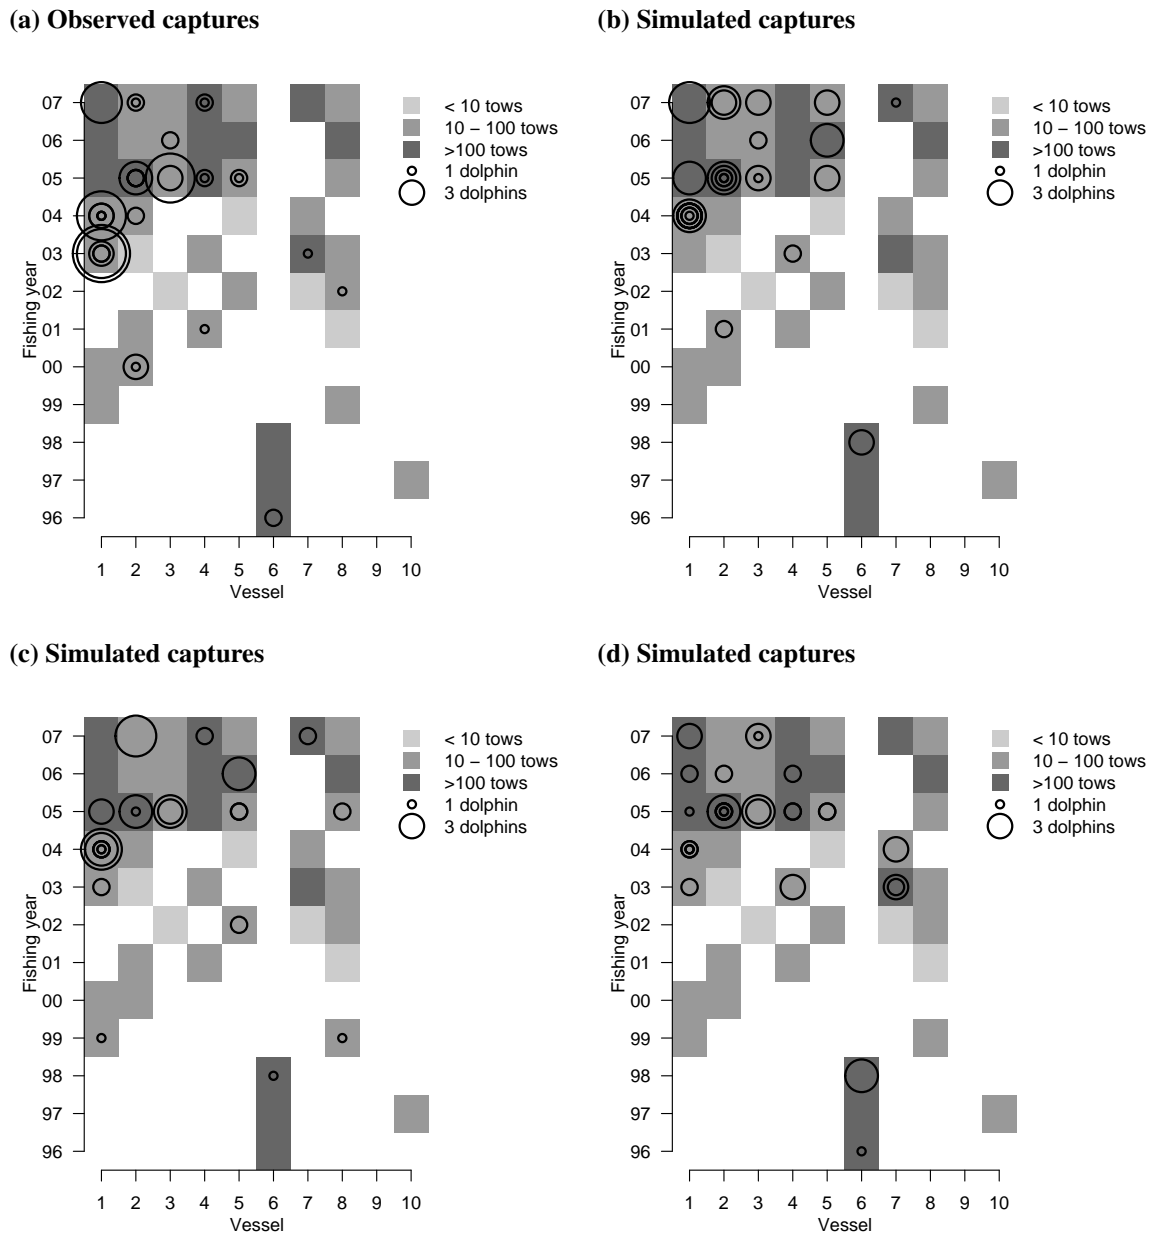 (a) Observed captures
07
06
05
04
03
02
01
00
99
98
97
96
Fishing year
1 2 3 4 5 6 7 8 9 10
Vessel
< 10 tows
10 − 100 tows
>100 tows
1 dolphin
3 dolphins
(b) Simulated captures
07
06
05
04
03
02
01
00
99
98
97
96
Fishing year
1 2 3 4 5 6 7 8 9 10
Vessel
< 10 tows
10 − 100 tows
>100 tows
1 dolphin
3 dolphins
(c) Simulated captures
07
06
05
04
03
02
01
00
99
98
97
96
Fishing year
1 2 3 4 5 6 7 8 9 10
Vessel
< 10 tows
10 − 100 tows
>100 tows
1 dolphin
3 dolphins
(d) Simulated captures
07
06
05
04
03
02
01
00
99
98
97
96
Fishing year
1 2 3 4 5 6 7 8 9 10
Vessel
< 10 tows
10 − 100 tows
>100 tows
1 dolphin
3 dolphins